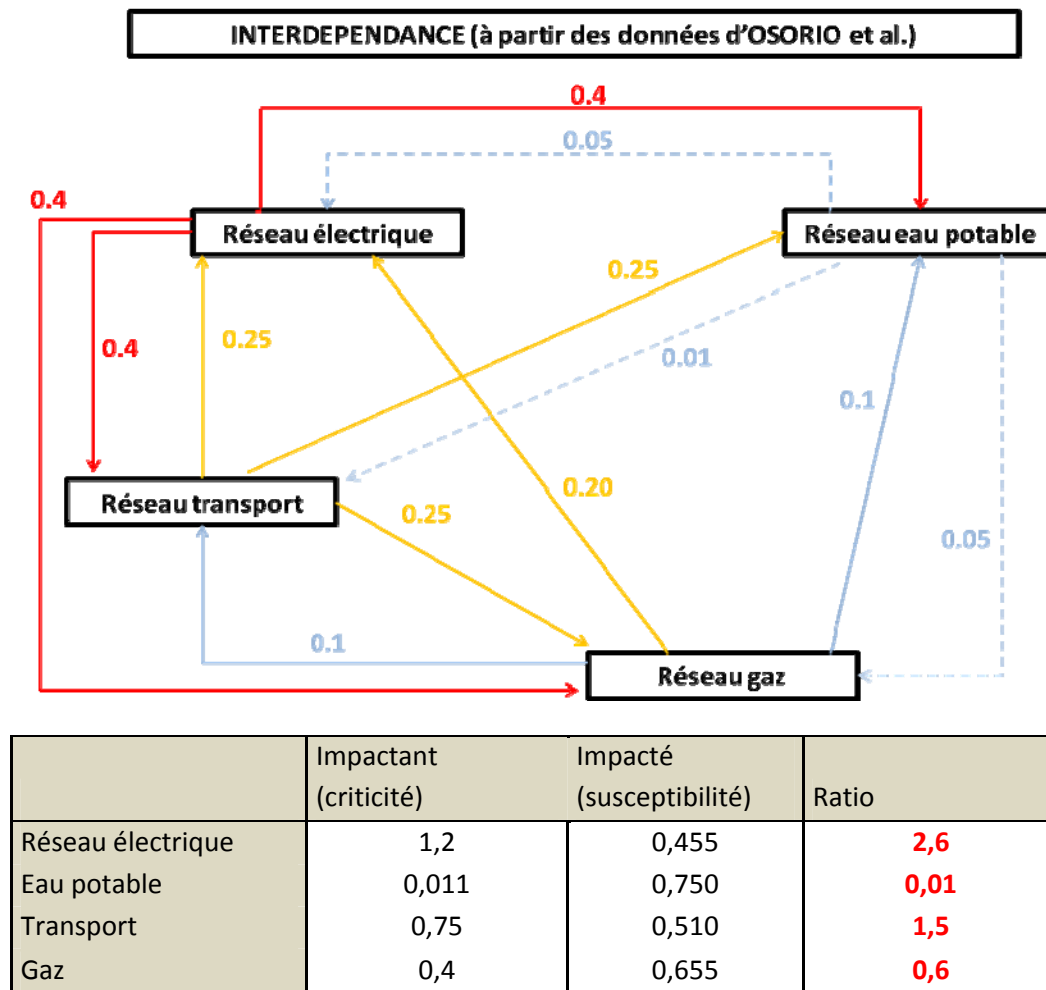 INTERDEPENDANCE (à partir des données d'OSORIO et al.)
0.4
0.05
0.4
Réseau électrique
Réseau eau potable
0.25
0.25
0.4
0.01
0.1
Réseau transport
0.25
0.20
0.05
0.1
Réseau gaz
Impactant (criticité) Impacté (susceptibilité) Ratio
Réseau électrique 1,2 0,455 2,6
Eau potable 0,011 0,750 0,01
Transport 0,75 0,510 1,5
Gaz 0,4 0,655 0,6